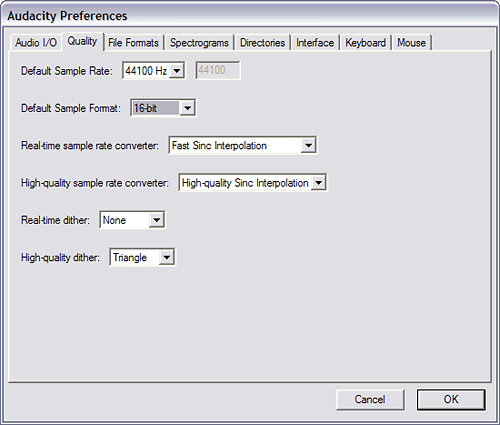 Audacity Preferences
Audio I/O Quality File Formats Spectrograms Directories Interface Keyboard Mouse
Default Sample Rate: 44100 Hz 44100
Default Sample Format: 16-bit
Real-time sample rate converter: Fast Sinc Interpolation
High-quality sample rate converter: High-quality Sinc Interpolation
Real-time dither: None
High-quality dither: Triangle
Cancel OK